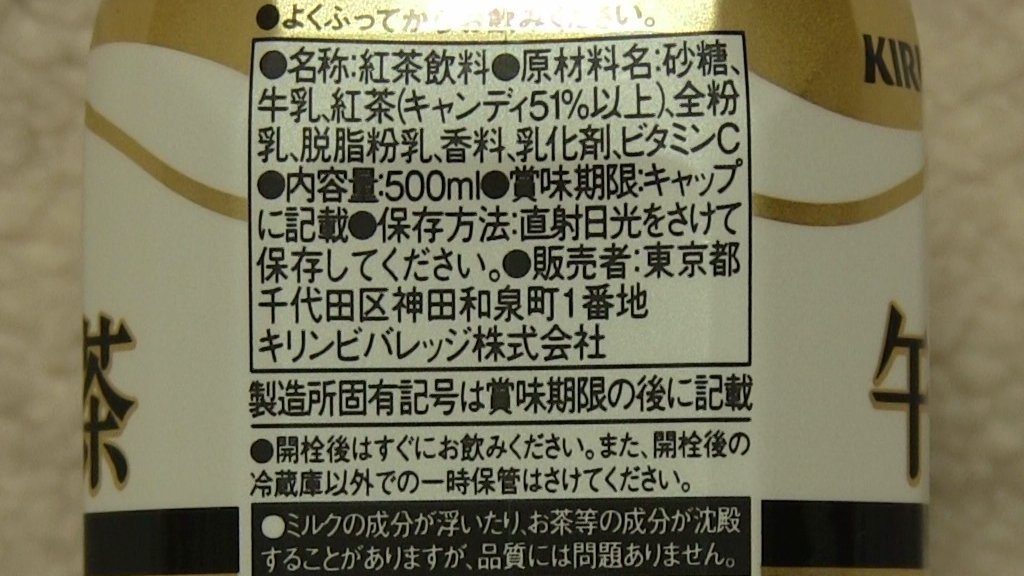 ●よくふってからお飲みください。
●名称:紅茶飲料●原材料名:砂糖、
牛乳、紅茶(キャンディ51%以上)、全粉
乳、脱脂粉乳、香料、乳化剤、ビタミンC
●内容量:500ml●賞味期限:キャップ
に記載●保存方法:直射日光をさけて
保存してください。●販売者:東京都
千代田区神田和泉町1番地
キリンビバレッジ株式会社
製造所固有記号は賞味期限の後に記載
●開栓後はすぐにお飲みください。また、開栓後の
冷蔵庫以外での一時保管はさけてください。
●ミルクの成分が浮いたり、お茶等の成分が沈殿
することがありますが、品質には問題ありません。
KIRI
茶
午